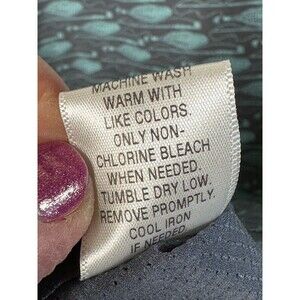 MACHINE WASH
WARM WITH
LIKE COLORS.
ONLY NON-
CHLORINE BLEACH
WHEN NEEDED.
TUMBLE DRY LOW.
REMOVE PROMPTLY.
COOL IRON
IF NEEDED